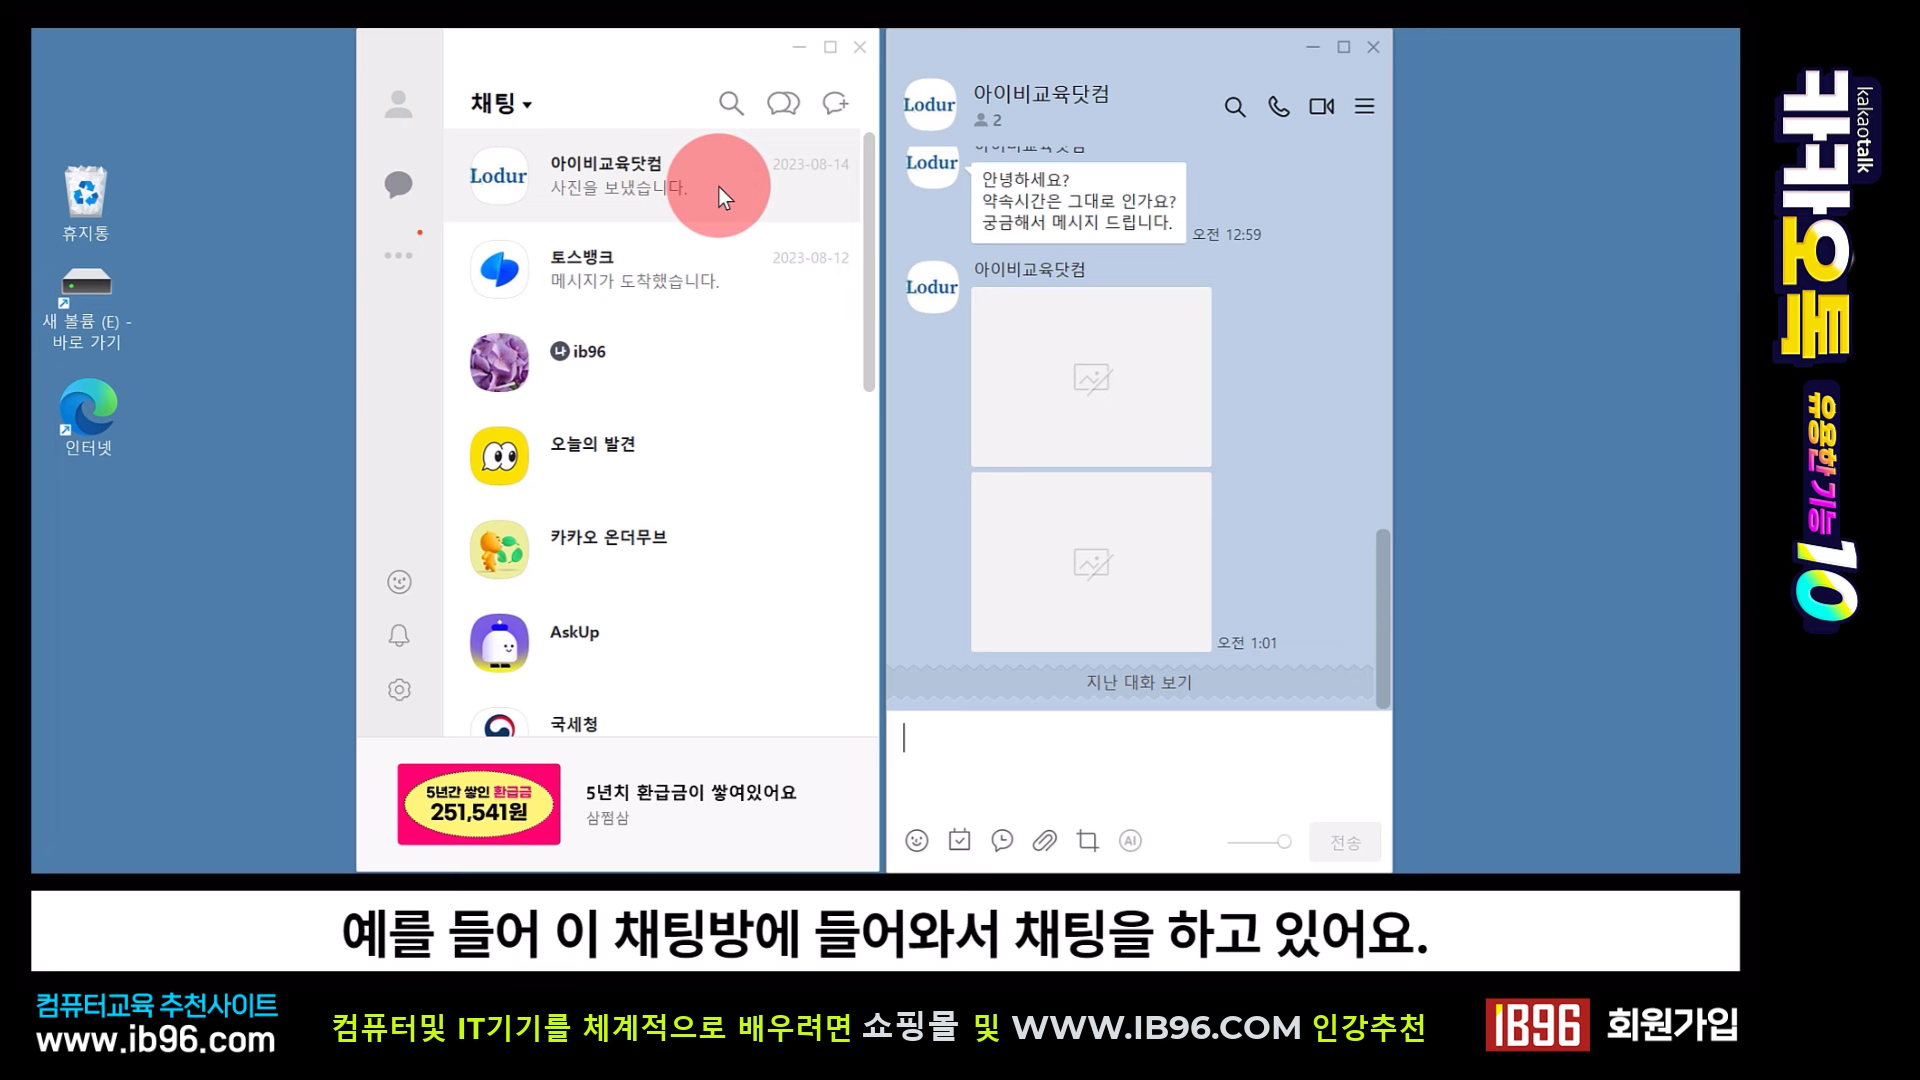 휴지통
새 볼륨 (E) -
바로 가기
인터넷
채팅
Lodur
아이비교육닷컴
2023-08-14
사진을 보냈습니다.
토스뱅크
2023-08-12
메시지가 도착했습니다.
나 ib96
오늘의 발견
카카오 온더무브
AskUp
국세청
5년간 쌓인 환급금
251,541원
5년치 환급금이 쌓여있어요
삼쩜삼
Lodur
아이비교육닷컴
2
아이비교육닷컴
Lodur
안녕하세요?
약속시간은 그대로 인가요?
궁금해서 메시지 드립니다.
오전 12:59
아이비교육닷컴
Lodur
오전 1:01
지난 대화 보기
AI
전송
카카오톡
kakaotalk
유용한 기능
10
예를 들어 이 채팅방에 들어와서 채팅을 하고 있어요.
컴퓨터교육 추천사이트
www.ib96.com
컴퓨터및 IT기기를 체계적으로 배우려면 쇼핑몰 및 WWW.IB96.COM 인강추천
IB96 회원가입